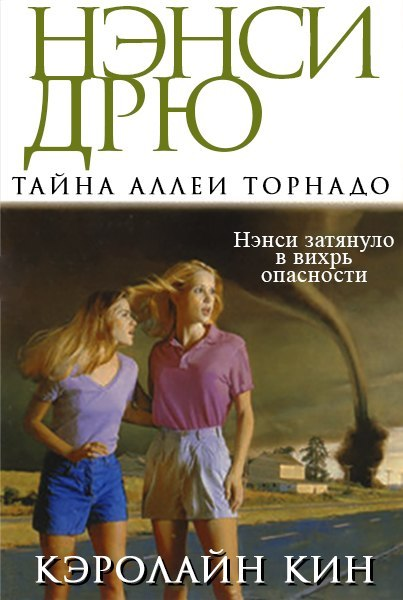 НЭНСИ
ДРЮ
ТАЙНА АЛЛЕИ ТОРНАДО
Нэнси затянуло
в вихрь
опасности
КЭРОЛАЙН КИН